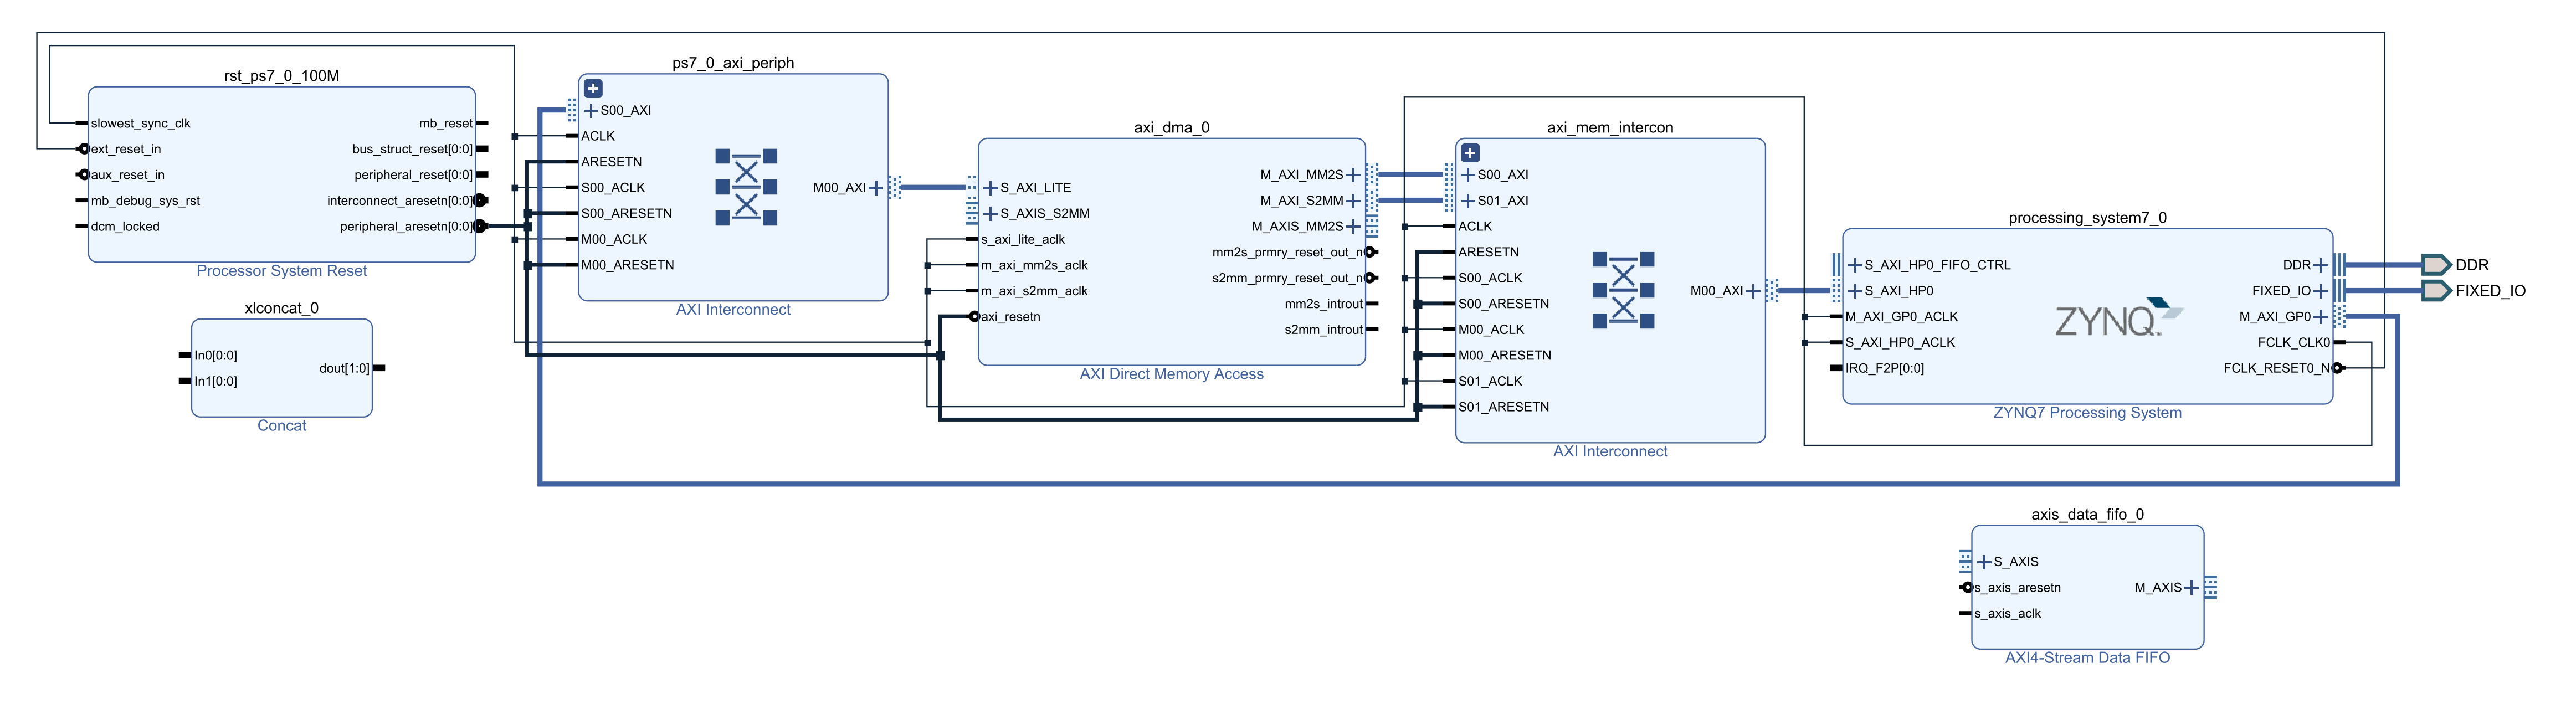 rst_ps7_0_100M
slowest_sync_clk
ext_reset_in
aux_reset_in
mb_debug_sys_rst
dcm_locked
mb_reset
bus_struct_reset[0:0]
peripheral_reset[0:0]
interconnect_aresetn[0:0]
peripheral_aresetn[0:0]
Processor System Reset
xlconcat_0
In0[0:0]
In1[0:0]
dout[1:0]
Concat
ps7_0_axi_periph
S00_AXI
ACLK
ARESETN
S00_ACLK
S00_ARESETN
M00_ACLK
M00_ARESETN
M00_AXI
AXI Interconnect
axi_dma_0
S_AXI_LITE
S_AXIS_S2MM
s_axi_lite_aclk
m_axi_mm2s_aclk
m_axi_s2mm_aclk
axi_resetn
M_AXI_MM2S
M_AXI_S2MM
M_AXIS_MM2S
mm2s_prmry_reset_out_n
s2mm_prmry_reset_out_n
mm2s_introut
s2mm_introut
AXI Direct Memory Access
axi_mem_intercon
S00_AXI
S01_AXI
ACLK
ARESETN
S00_ACLK
S00_ARESETN
M00_ACLK
M00_ARESETN
S01_ACLK
S01_ARESETN
M00_AXI
AXI Interconnect
processing_system7_0
S_AXI_HP0_FIFO_CTRL
S_AXI_HP0
M_AXI_GP0_ACLK
S_AXI_HP0_ACLK
IRQ_F2P[0:0]
ZYNQ
DDR
FIXED_IO
M_AXI_GP0
FCLK_CLK0
FCLK_RESET0_N
ZYNQ7 Processing System
DDR
FIXED_IO
axis_data_fifo_0
S_AXIS
s_axis_aresetn
s_axis_aclk
M_AXIS
AXI4-Stream Data FIFO